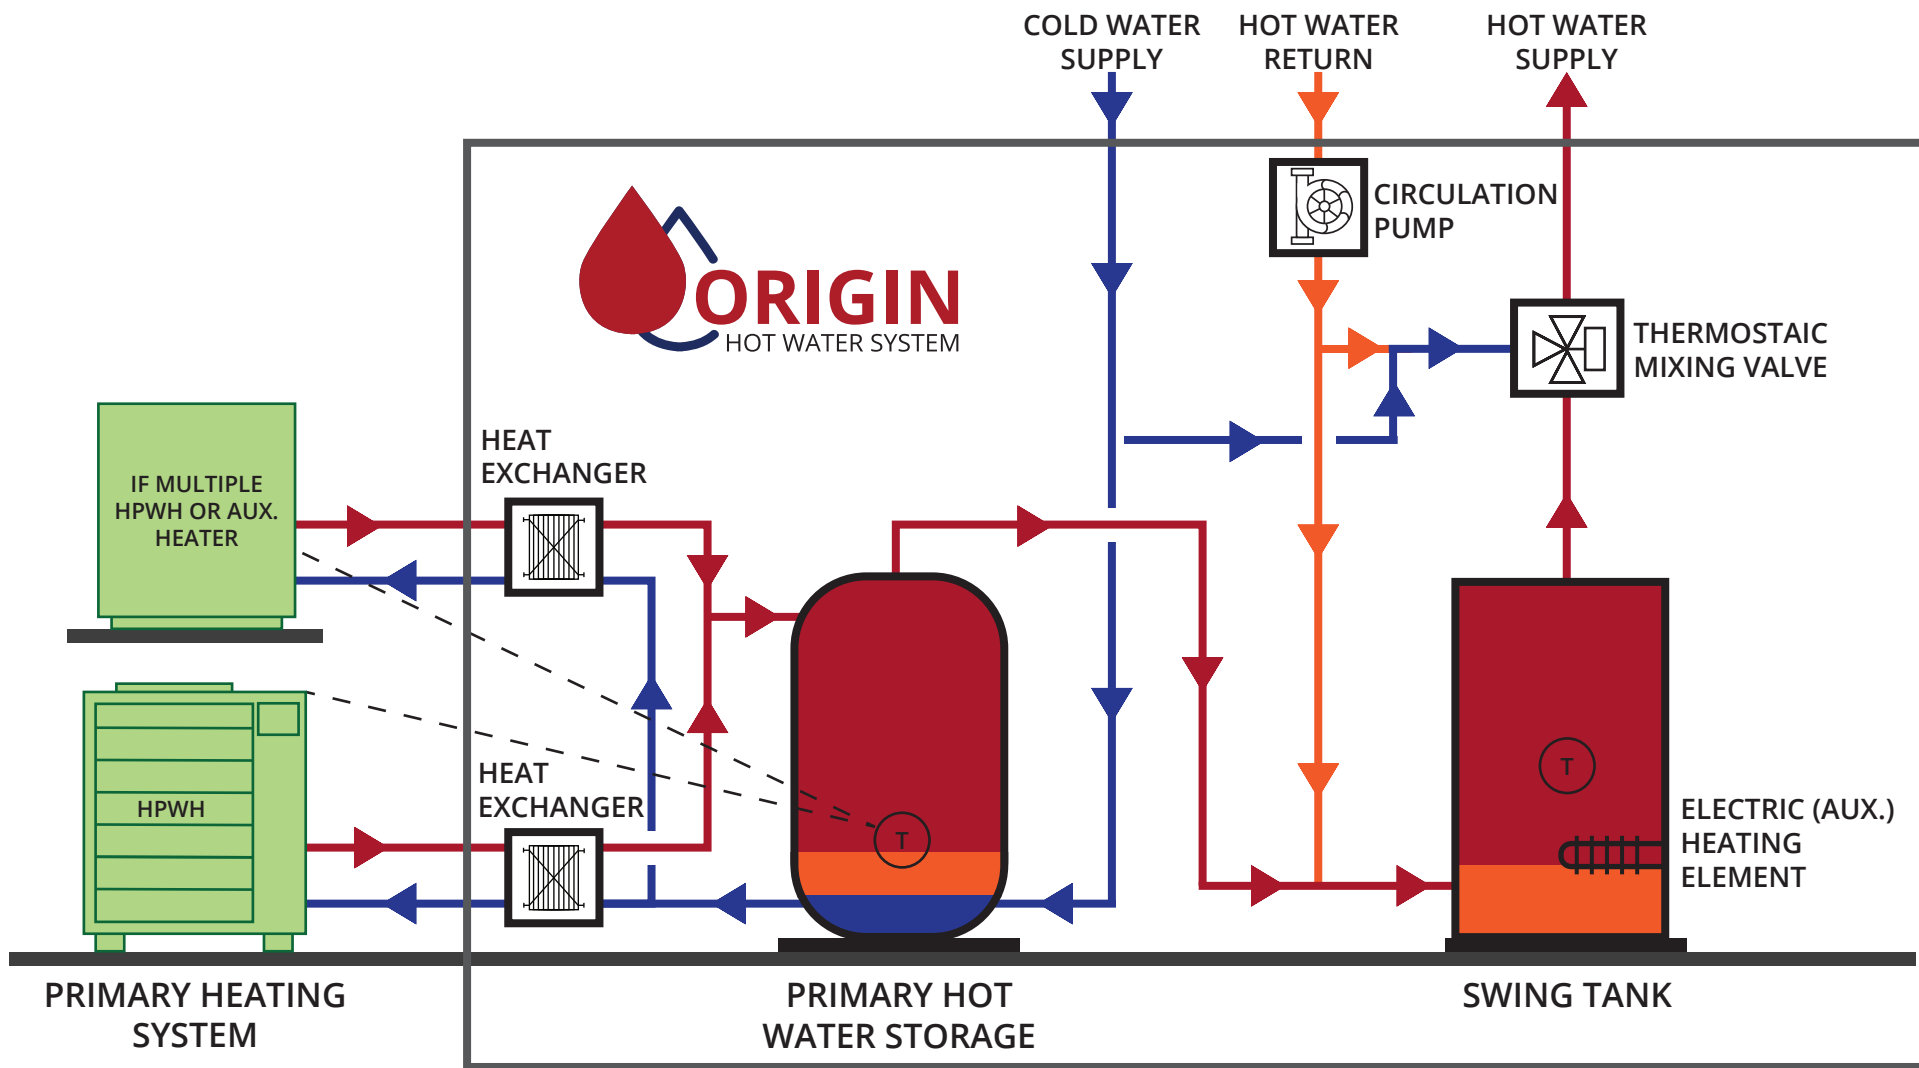 COLD WATER
SUPPLY
HOT WATER
RETURN
HOT WATER
SUPPLY
CIRCULATION
PUMP
ORIGIN
HOT WATER SYSTEM
THERMOSTAIC
MIXING VALVE
HEAT
EXCHANGER
IF MULTIPLE
HPWH OR AUX.
HEATER
T
HEAT
EXCHANGER
HPWH
T
ELECTRIC (AUX.)
HEATING
ELEMENT
PRIMARY HEATING
SYSTEM
PRIMARY HOT
WATER STORAGE
SWING TANK